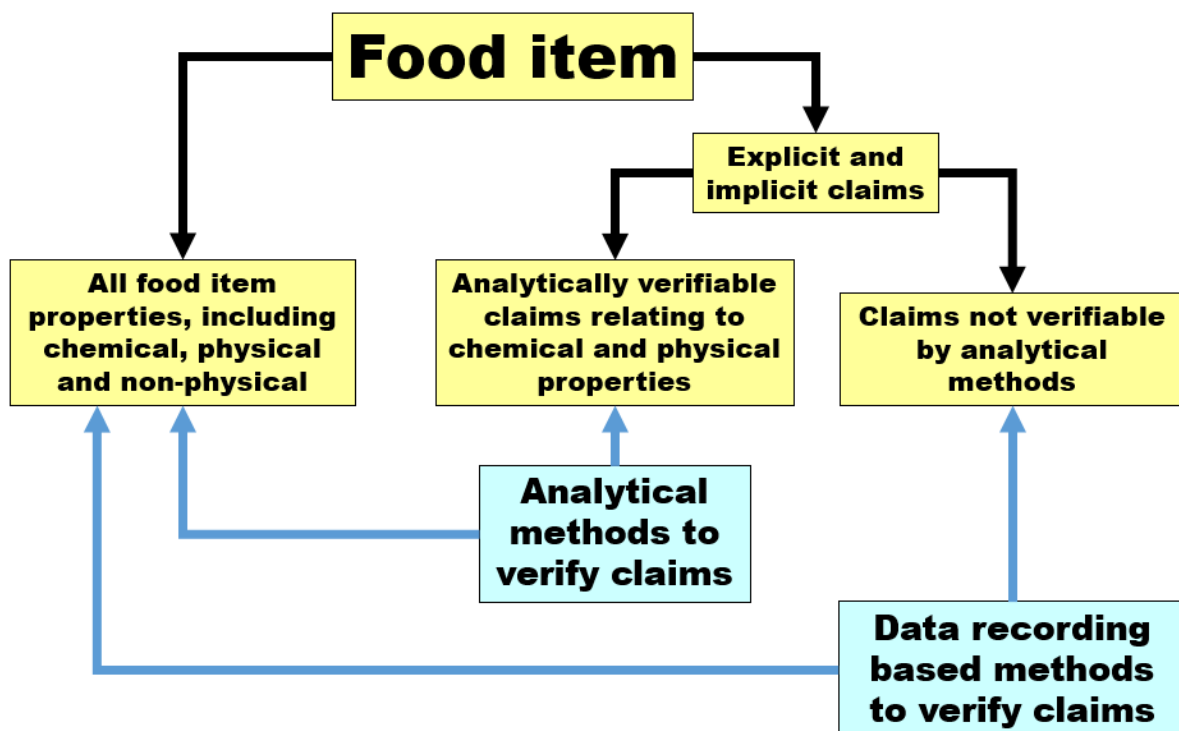 Food item
Explicit and
implicit claims
All food item
properties, including
chemical, physical
and non-physical
Analytically verifiable
claims relating to
chemical and physical
properties
Claims not verifiable
by analytical
methods
Analytical
methods to
verify claims
Data recording
based methods
to verify claims